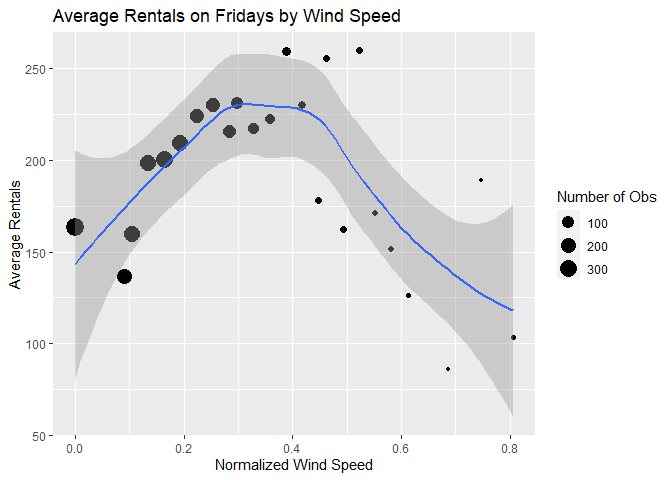 Average Rentals on Fridays by Wind Speed
250
200
150
100
50
Average Rentals
0.0 0.2 0.4 0.6 0.8
Normalized Wind Speed
Number of Obs
100
200
300